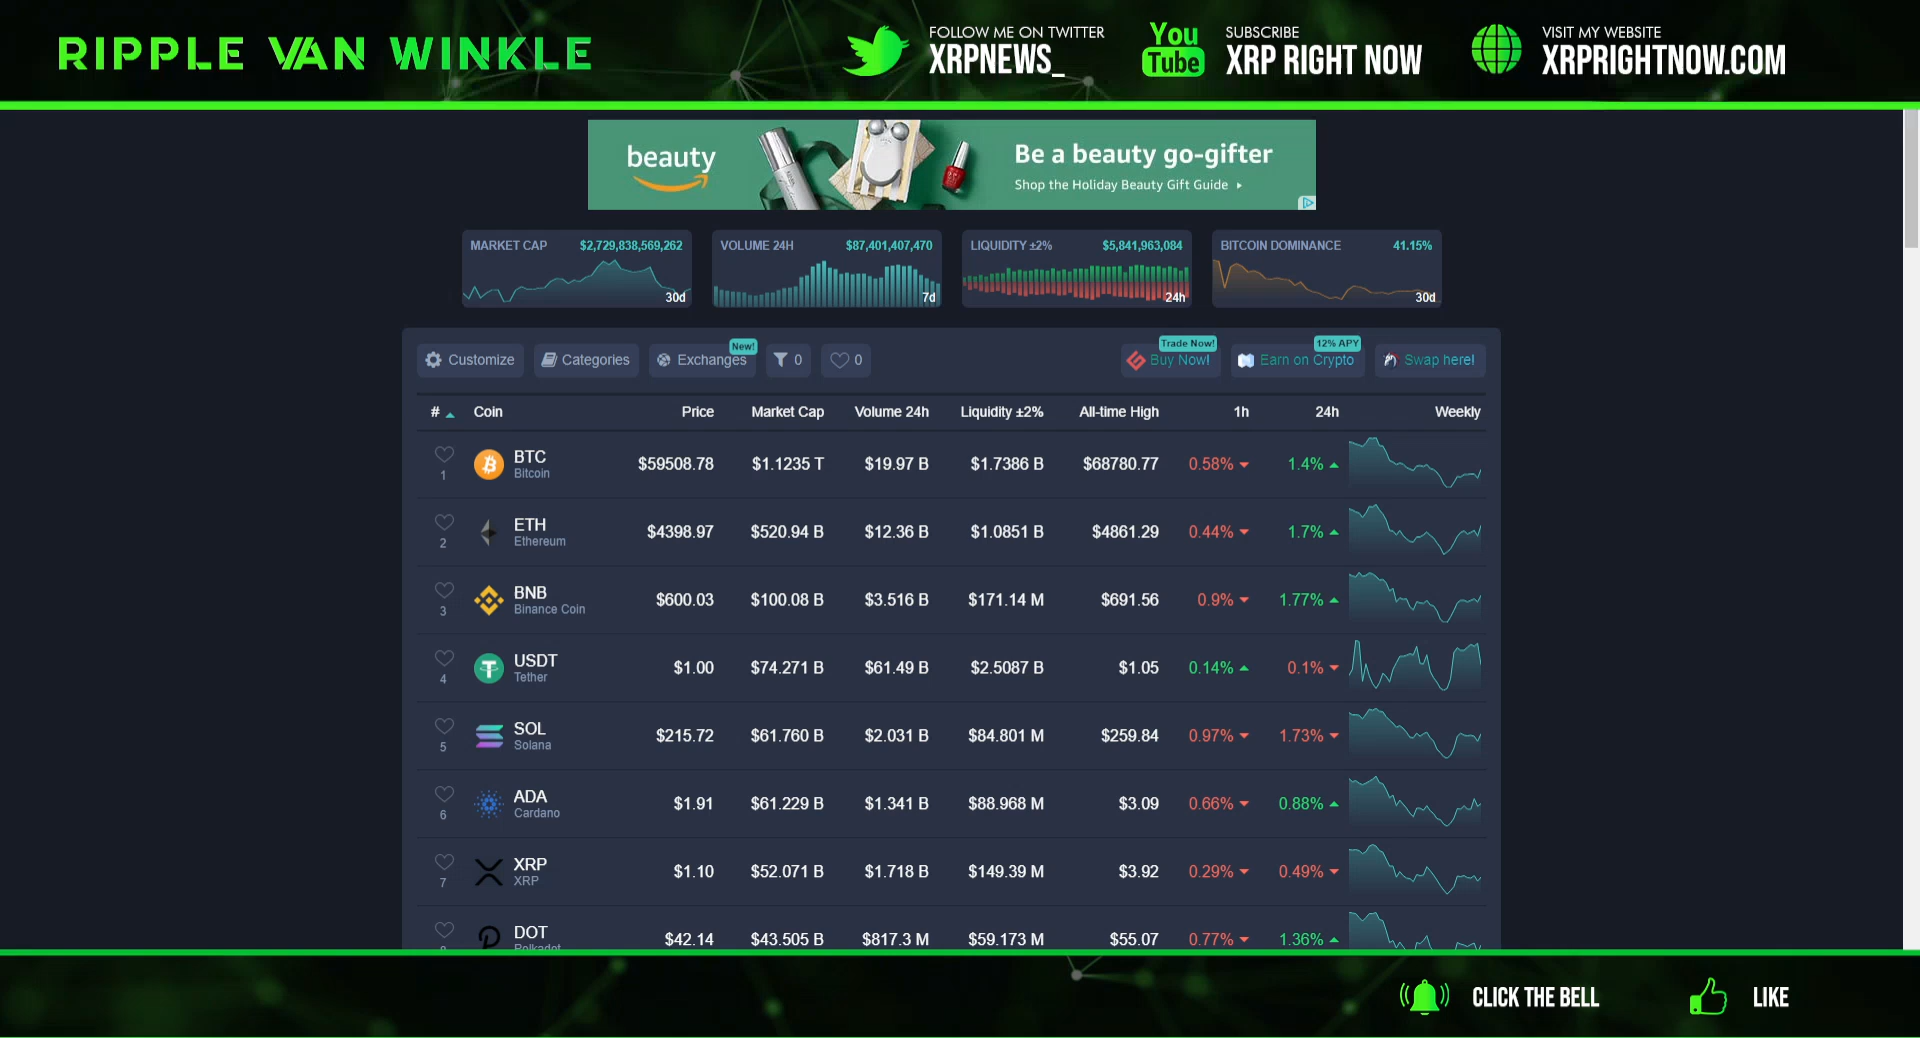 RIPPLE VAN WINKLE
FOLLOW ME ON TWITTER
XRPNEWS_
You
Tube
SUBSCRIBE
XRP RIGHT NOW
VISIT MY WEBSITE
XRPRIGHTNOW.COM
beauty
Be a beauty go-gifter
Shop the Holiday Beauty Gift Guide
MARKET CAP $2,729,838,569,262
30d
VOLUME 24H $87,401,407,470
7d
LIQUIDITY ±2% $5,841,963,084
24h
BITCOIN DOMINANCE 41.15%
30d
Customize
Categories
Exchanges New!
0
0
Buy Now! Trade Now!
Earn on Crypto 12% APY
Swap here!
# Coin Price Market Cap Volume 24h Liquidity ±2% All-time High 1h 24h Weekly
1 BTC Bitcoin $59508.78 $1.1235 T $19.97 B $1.7386 B $68780.77 0.58% 1.4%
2 ETH Ethereum $4398.97 $520.94 B $12.36 B $1.0851 B $4861.29 0.44% 1.7%
3 BNB Binance Coin $600.03 $100.08 B $3.516 B $171.14 M $691.56 0.9% 1.77%
4 USDT Tether $1.00 $74.271 B $61.49 B $2.5087 B $1.05 0.14% 0.1%
5 SOL Solana $215.72 $61.760 B $2.031 B $84.801 M $259.84 0.97% 1.73%
6 ADA Cardano $1.91 $61.229 B $1.341 B $88.968 M $3.09 0.66% 0.88%
7 XRP XRP $1.10 $52.071 B $1.718 B $149.39 M $3.92 0.29% 0.49%
DOT Polkadot $42.14 $43.505 B $817.3 M $59.173 M $55.07 0.77% 1.36%
CLICK THE BELL
LIKE